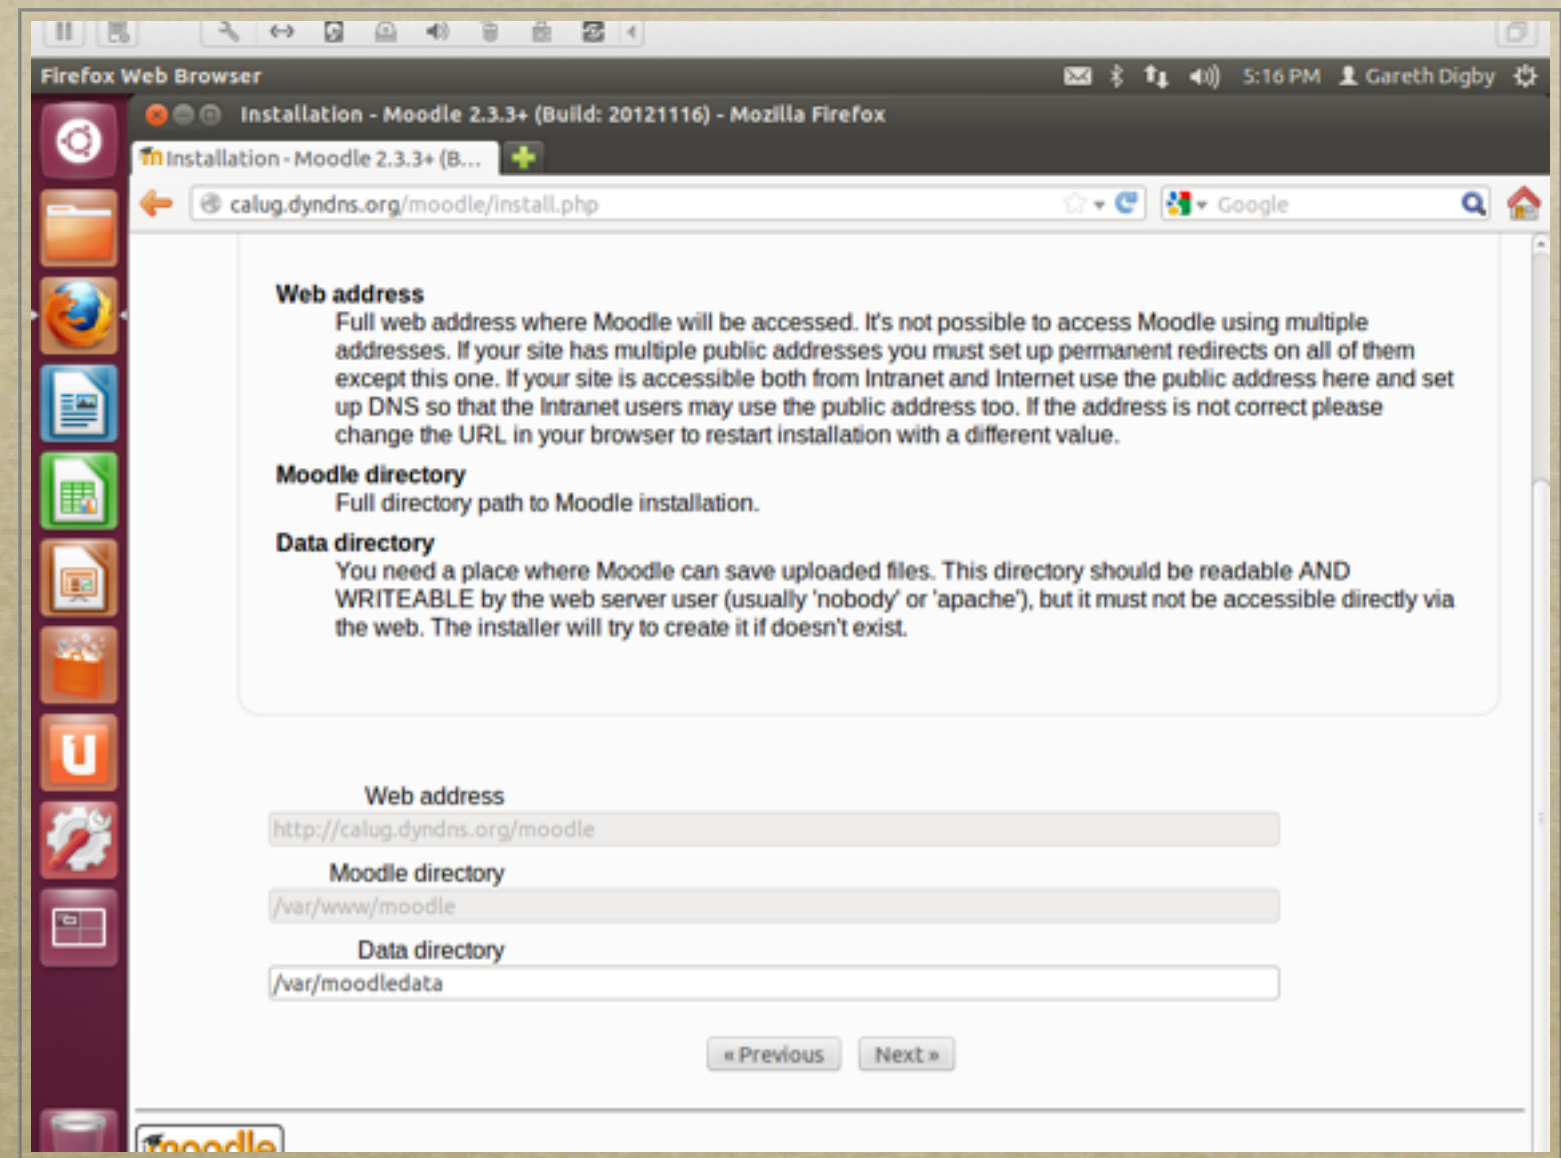 Firefox Web Browser
5:16 PM Gareth Digby
Installation - Moodle 2.3.3+ (Build: 20121116) - Mozilla Firefox
Installation - Moodle 2.3.3+ (B...
calug.dyndns.org/moodle/install.php
Google
Web address
Full web address where Moodle will be accessed. It's not possible to access Moodle using multiple
addresses. If your site has multiple public addresses you must set up permanent redirects on all of them
except this one. If your site is accessible both from Intranet and Internet use the public address here and set
up DNS so that the Intranet users may use the public address too. If the address is not correct please
change the URL in your browser to restart installation with a different value.
Moodle directory
Full directory path to Moodle installation.
Data directory
You need a place where Moodle can save uploaded files. This directory should be readable AND
WRITEABLE by the web server user (usually 'nobody' or 'apache'), but it must not be accessible directly via
the web. The installer will try to create it if doesn't exist.
Web address
http://calug.dyndns.org/moodle
Moodle directory
/var/www/moodle
Data directory
/var/moodledata
« Previous
Next »
moodle